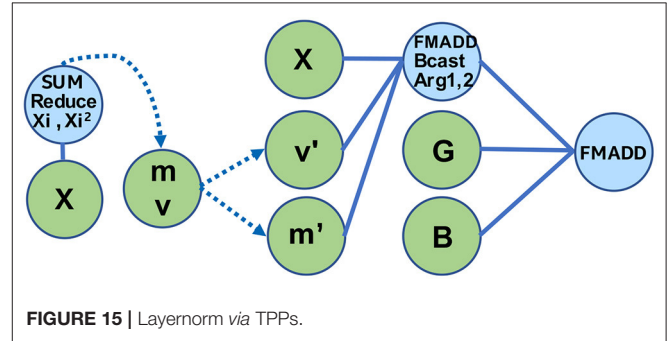 SUM
Reduce
Xi , Xi²
X
m
v
X
v'
m’
FMADD
Bcast
Arg1,2
G
B
FMADD
FIGURE 15 | Layernorm via TPPs.